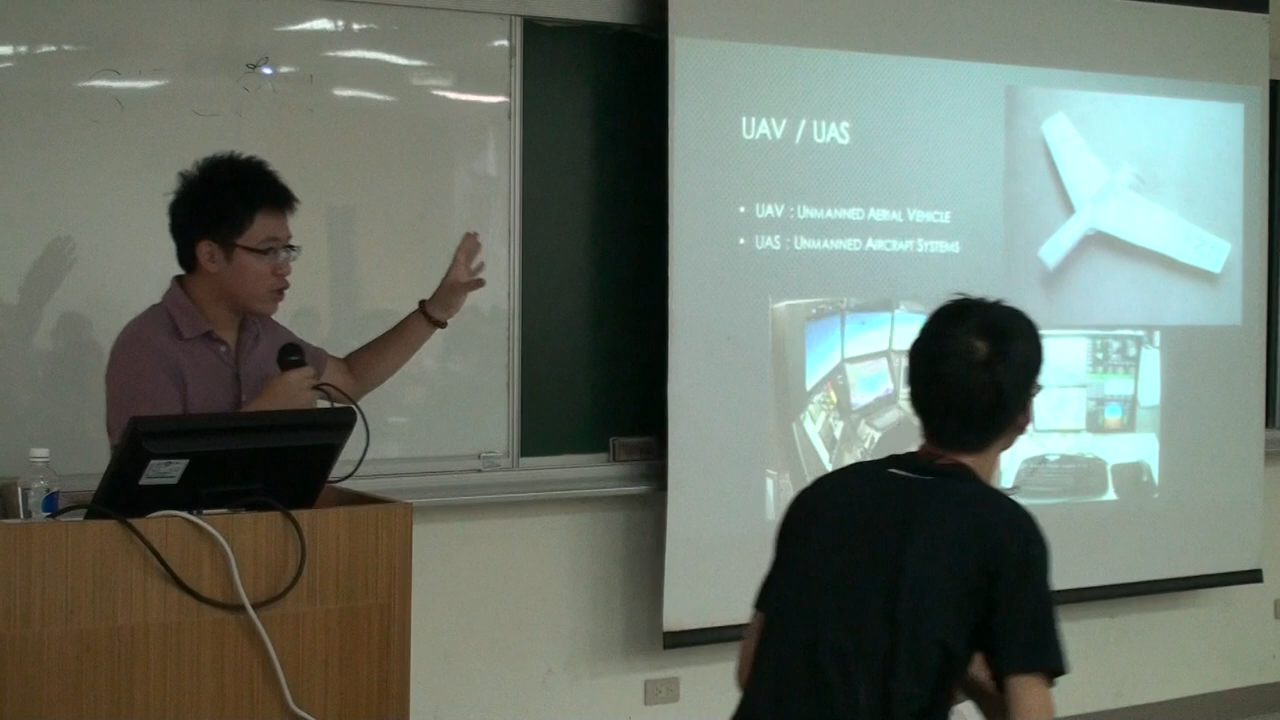 UAV / UAS
• UAV : Unmanned Aerial Vehicle
• UAS : Unmanned Aircraft Systems